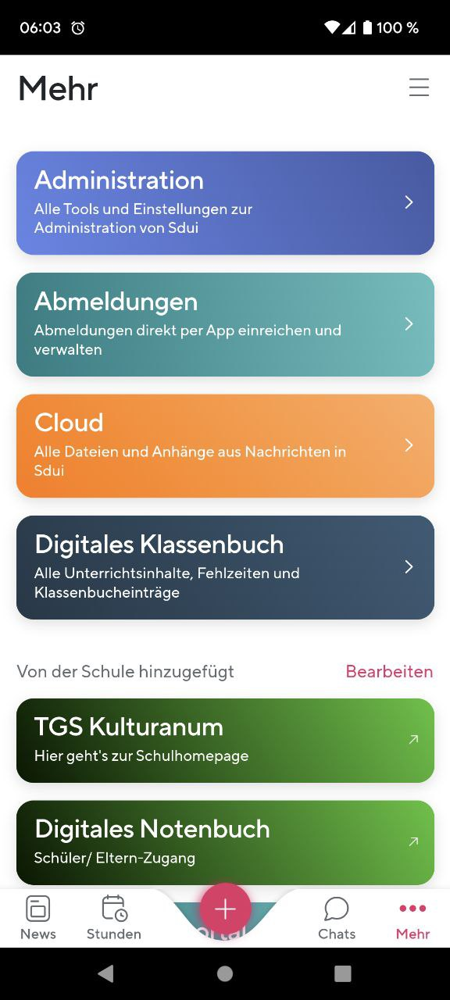 06:03
100 %
Mehr
Administration
Alle Tools und Einstellungen zur
Administration von Sdui
Abmeldungen
Abmeldungen direkt per App einreichen und
verwalten
Cloud
Alle Dateien und Anhänge aus Nachrichten in
Sdui
Digitales Klassenbuch
Alle Unterrichtsinhalte, Fehlzeiten und
Klassenbucheinträge
Von der Schule hinzugefügt
Bearbeiten
TGS Kulturanum
Hier geht's zur Schulhomepage
Digitales Notenbuch
Schüler/ Eltern-Zugang
News
Stunden
Chats
Mehr